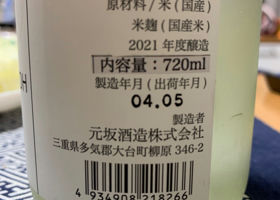 原材料/米(国産)
米麹(国産米)
2021年度醸造
内容量:720ml
製造年月(出荷年月)
04.05
製造者
元坂酒造株式会社
三重県多気郡大台町柳原 346-2
4 934908 218266